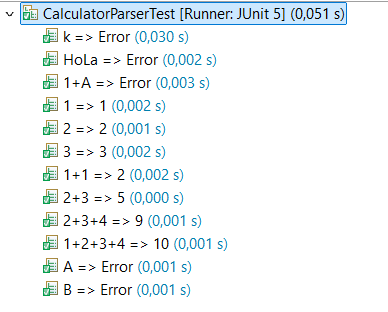 CalculatorParserTest [Runner: JUnit 5] (0,051 s)
k => Error (0,030 s)
HoLa => Error (0,002 s)
1+A => Error (0,003 s)
1 => 1 (0,002 s)
2 => 2 (0,001 s)
3 => 3 (0,002 s)
1+1 => 2 (0,002 s)
2+3 => 5 (0,000 s)
2+3+4 => 9 (0,001 s)
1+2+3+4 => 10 (0,001 s)
A => Error (0,001 s)
B => Error (0,001 s)